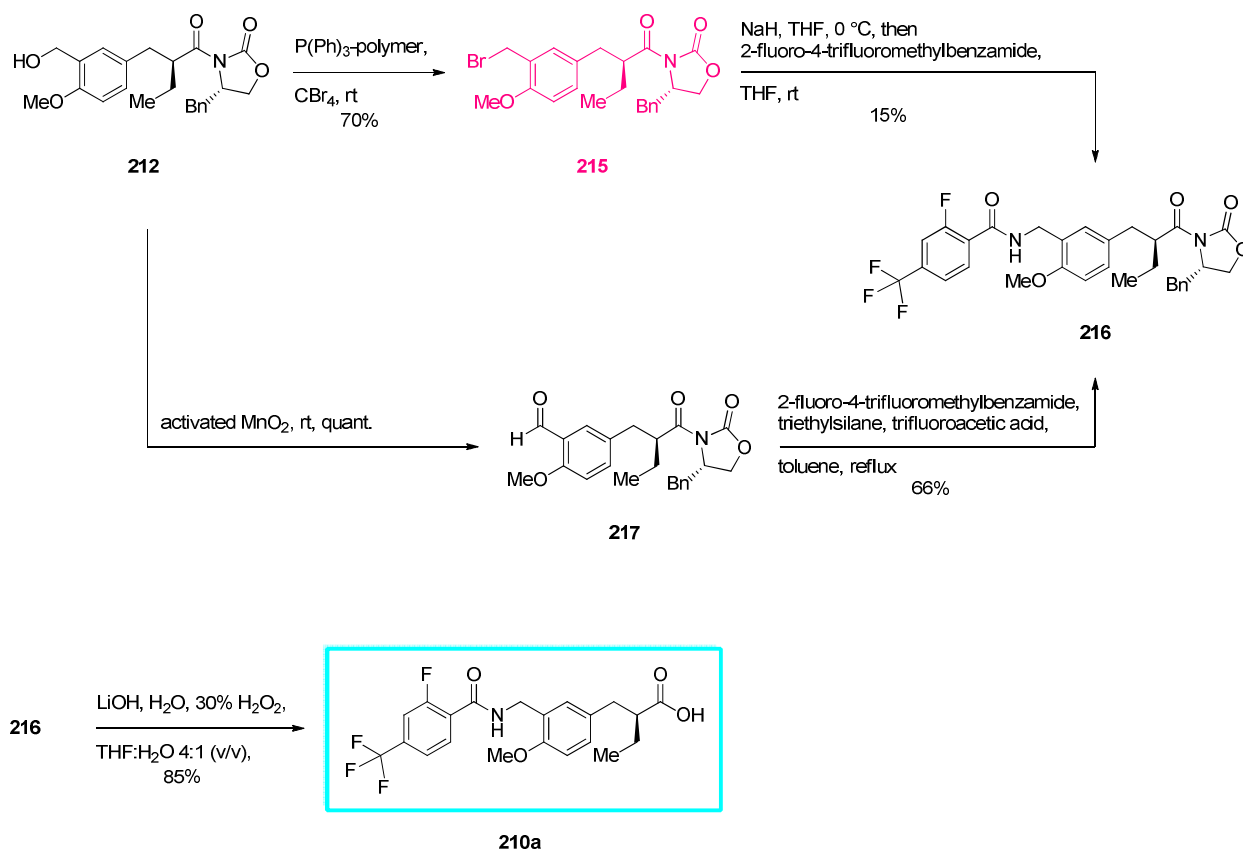 HO
MeO
O
Me
N
O
O
Bn
212
P(Ph)3-polymer,
CBr4, rt
70%
Br
MeO
O
Me
N
O
O
Bn
215
NaH, THF, 0 °C, then
2-fluoro-4-trifluoromethylbenzamide,
THF, rt
15%
F
O
N
H
F
F
F
MeO
O
Me
N
O
O
Bn
216
activated MnO2, rt, quant.
O
H
MeO
O
Me
N
O
O
Bn
217
2-fluoro-4-trifluoromethylbenzamide,
triethylsilane, trifluoroacetic acid,
toluene, reflux
66%
216
LiOH, H2O, 30% H2O2,
THF:H2O 4:1 (v/v),
85%
F
O
N
H
F
F
F
MeO
O
OH
Me
210a